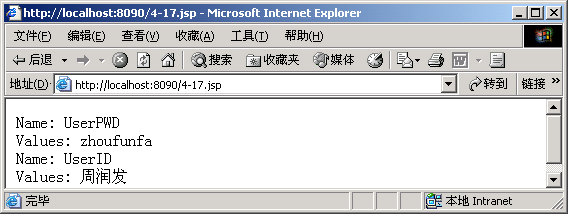 http://localhost:8090/4-17.jsp - Microsoft Internet Explorer
文件(F) 编辑(E) 查看(V) 收藏(A) 工具(T) 帮助(H)
后退 搜索 收藏夹 媒体
地址(D) http://localhost:8090/4-17.jsp 转到 链接 »
Name: UserPWD
Values: zhoufunfa
Name: UserID
Values: 周润发
完毕 本地 Intranet